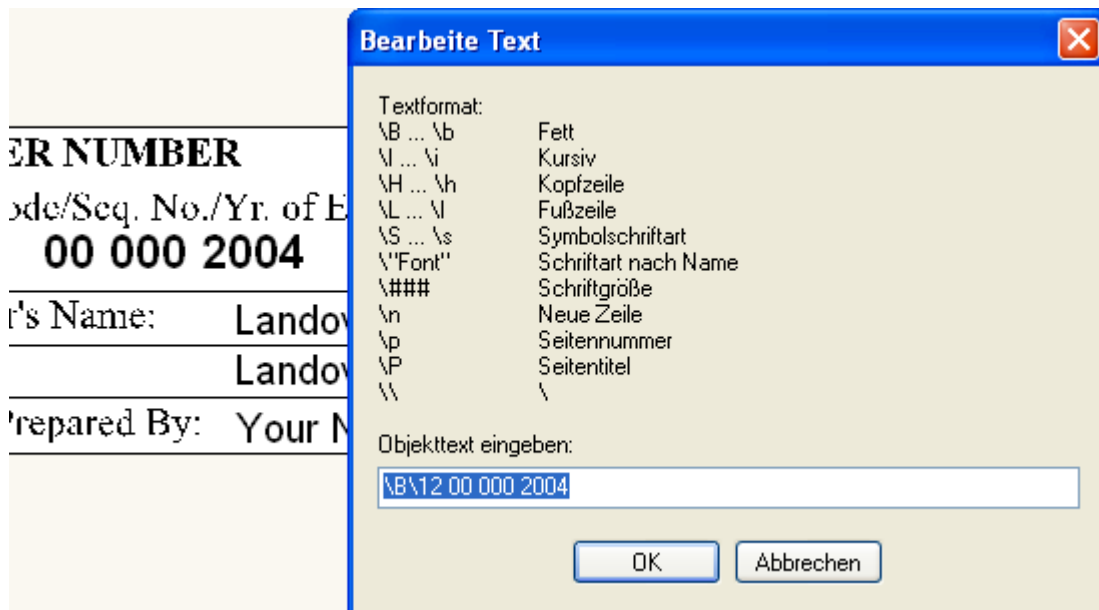 Bearbeite Text
ER NUMBER
ode/Seq. No./Yr. of E
00 000 2004
r's Name: Landov
Landov
Prepared By: Your N
Textformat:
\B ... \b Fett
\I ... \i Kursiv
\H ... \h Kopfzeile
\L ... \l Fußzeile
\S ... \s Symbolschriftart
\"Font" Schriftart nach Name
\### Schriftgröße
\n Neue Zeile
\p Seitennummer
\P Seitentitel
\\ \
Objekttext eingeben:
\B\12 00 000 2004
OK Abbrechen